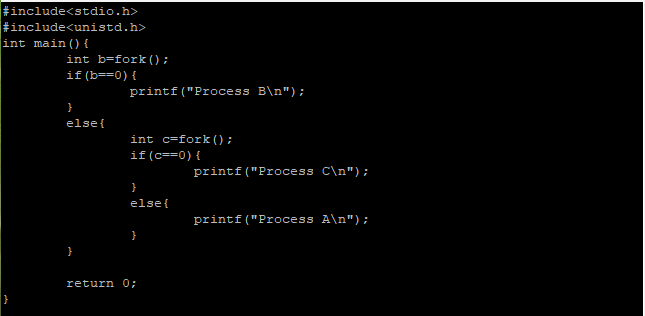 #include<stdio.h>
#include<unistd.h>
int main(){
        int b=fork();
        if(b==0){
                printf("Process B\n");
        }
        else{
                int c=fork();
                if(c==0){
                        printf("Process C\n");
                }
                else{
                        printf("Process A\n");
                }
        }

        return 0;
}